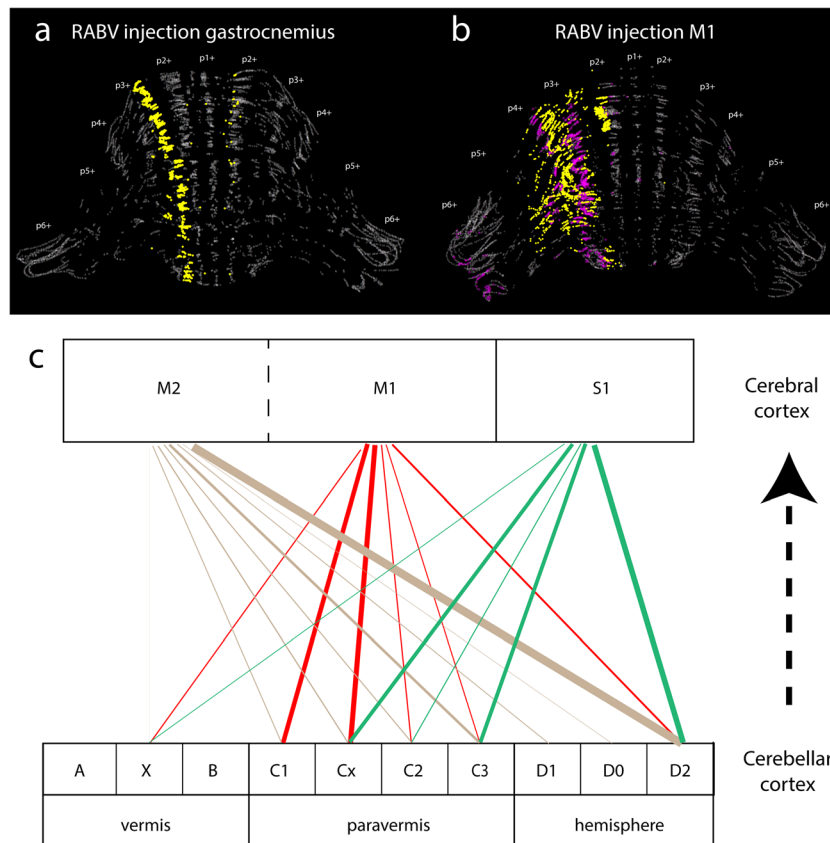 a RABV injection gastrocnemius
p1+
p2+ p2+
p3+ p3+
p4+ p4+
p5+ p5+
p6+ p6+
b RABV injection M1
p1+
p2+ p2+
p3+ p3+
p4+ p4+
p5+
p6+ p6+
c
M2 M1 S1
Cerebral
cortex
A X B C1 Cx C2 C3 D1 D0 D2
vermis paravermis hemisphere
Cerebellar
cortex